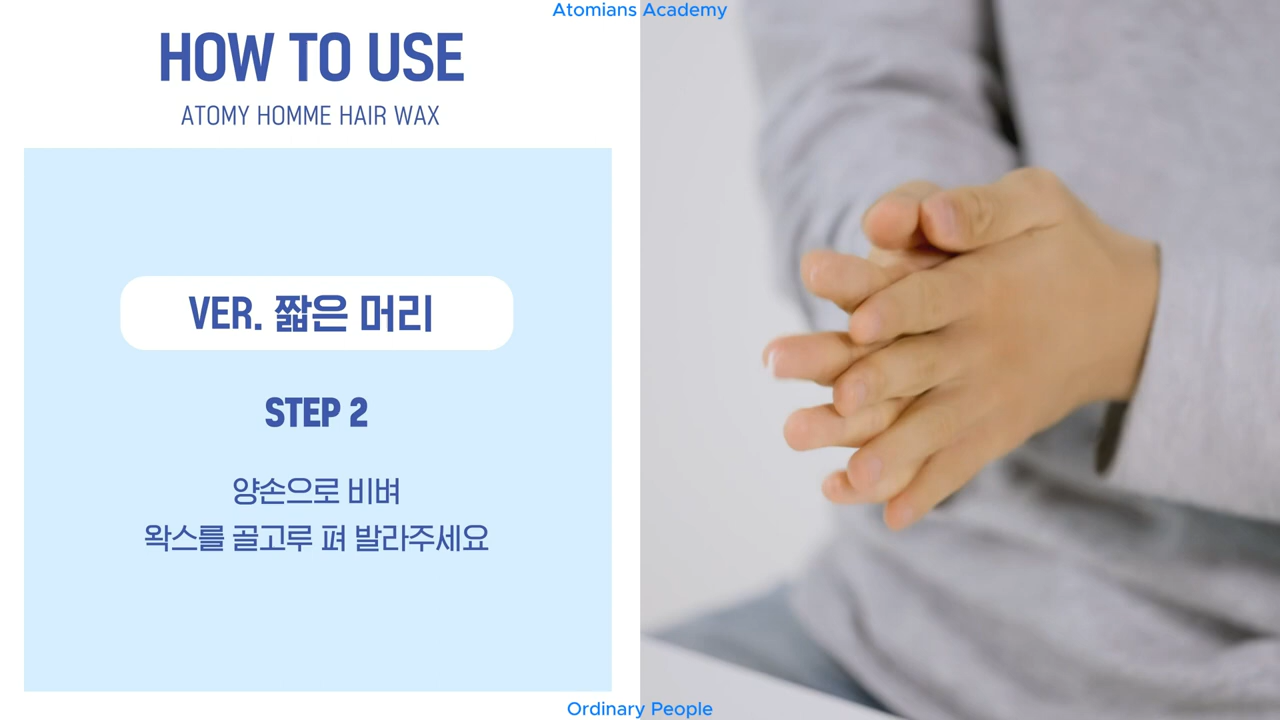 Atomians Academy
HOW TO USE
ATOMY HOMME HAIR WAX
VER. 짧은 머리
STEP 2
양손으로 비벼
왁스를 골고루 펴 발라주세요
Ordinary People